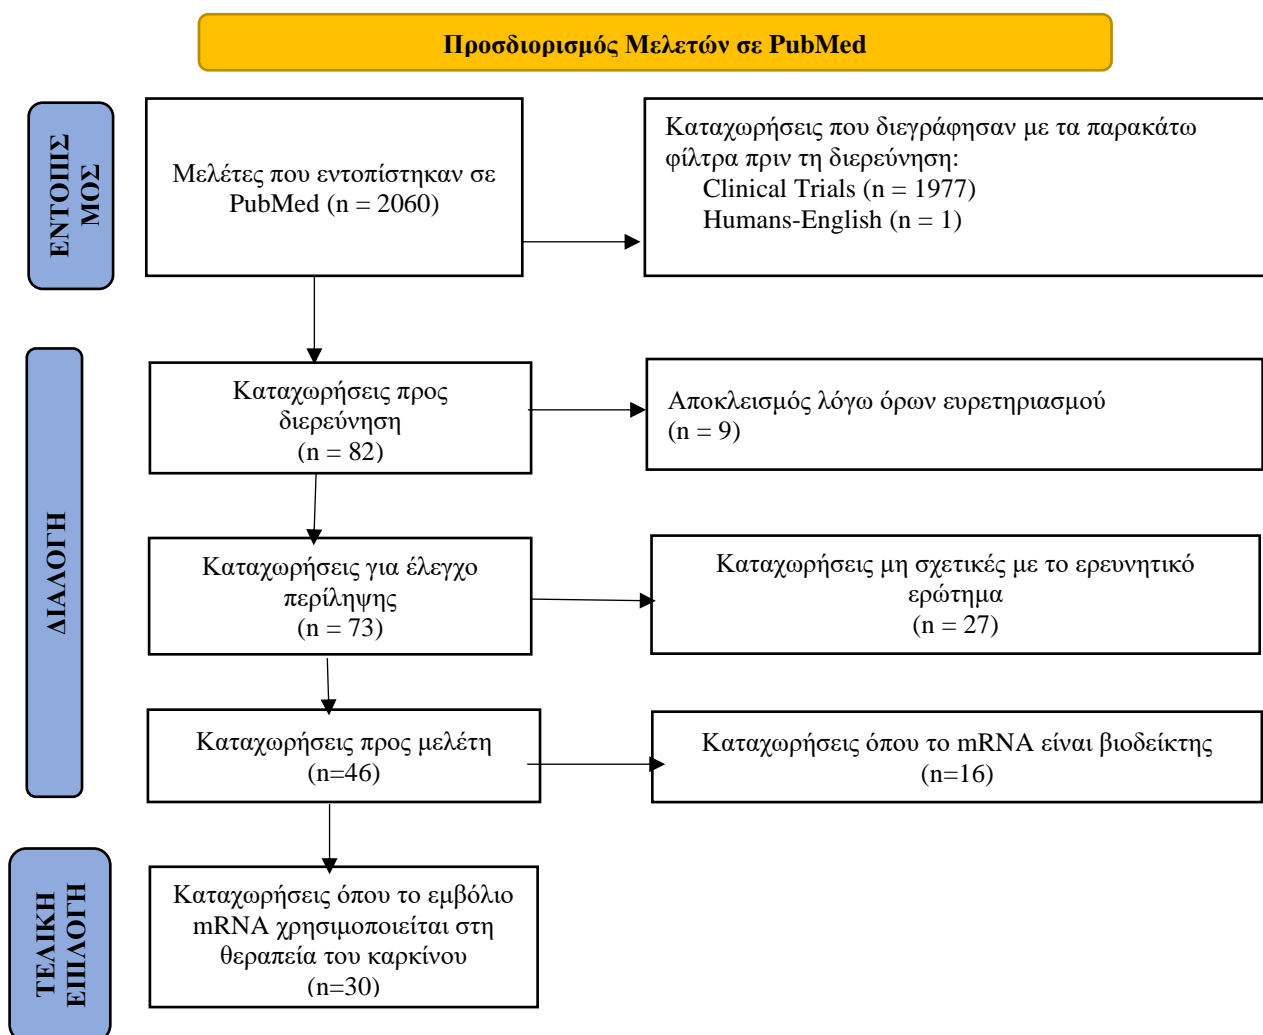 Προσδιορισμός Μελετών σε PubMed
ΕΝΤΟΠΙΣ
ΜΟΣ
Μελέτες που εντοπίστηκαν σε
PubMed (n = 2060)
Καταχωρήσεις που διεγράφησαν με τα παρακάτω
φίλτρα πριν τη διερεύνηση:
Clinical Trials (n = 1977)
Humans-English (n = 1)
ΔΙΑΛΟΓΗ
Καταχωρήσεις προς
διερεύνηση
(n = 82)
Αποκλεισμός λόγω όρων ευρετηριασμού
(n = 9)
Καταχωρήσεις για έλεγχο
περίληψης
(n = 73)
Καταχωρήσεις μη σχετικές με το ερευνητικό
ερώτημα
(n = 27)
Καταχωρήσεις προς μελέτη
(n=46)
Καταχωρήσεις όπου το mRNA είναι βιοδείκτης
(n=16)
ΤΕΛΙΚΗ
ΕΠΙΛΟΓΗ
Καταχωρήσεις όπου το εμβόλιο
mRNA χρησιμοποιείται στη
θεραπεία του καρκίνου
(n=30)